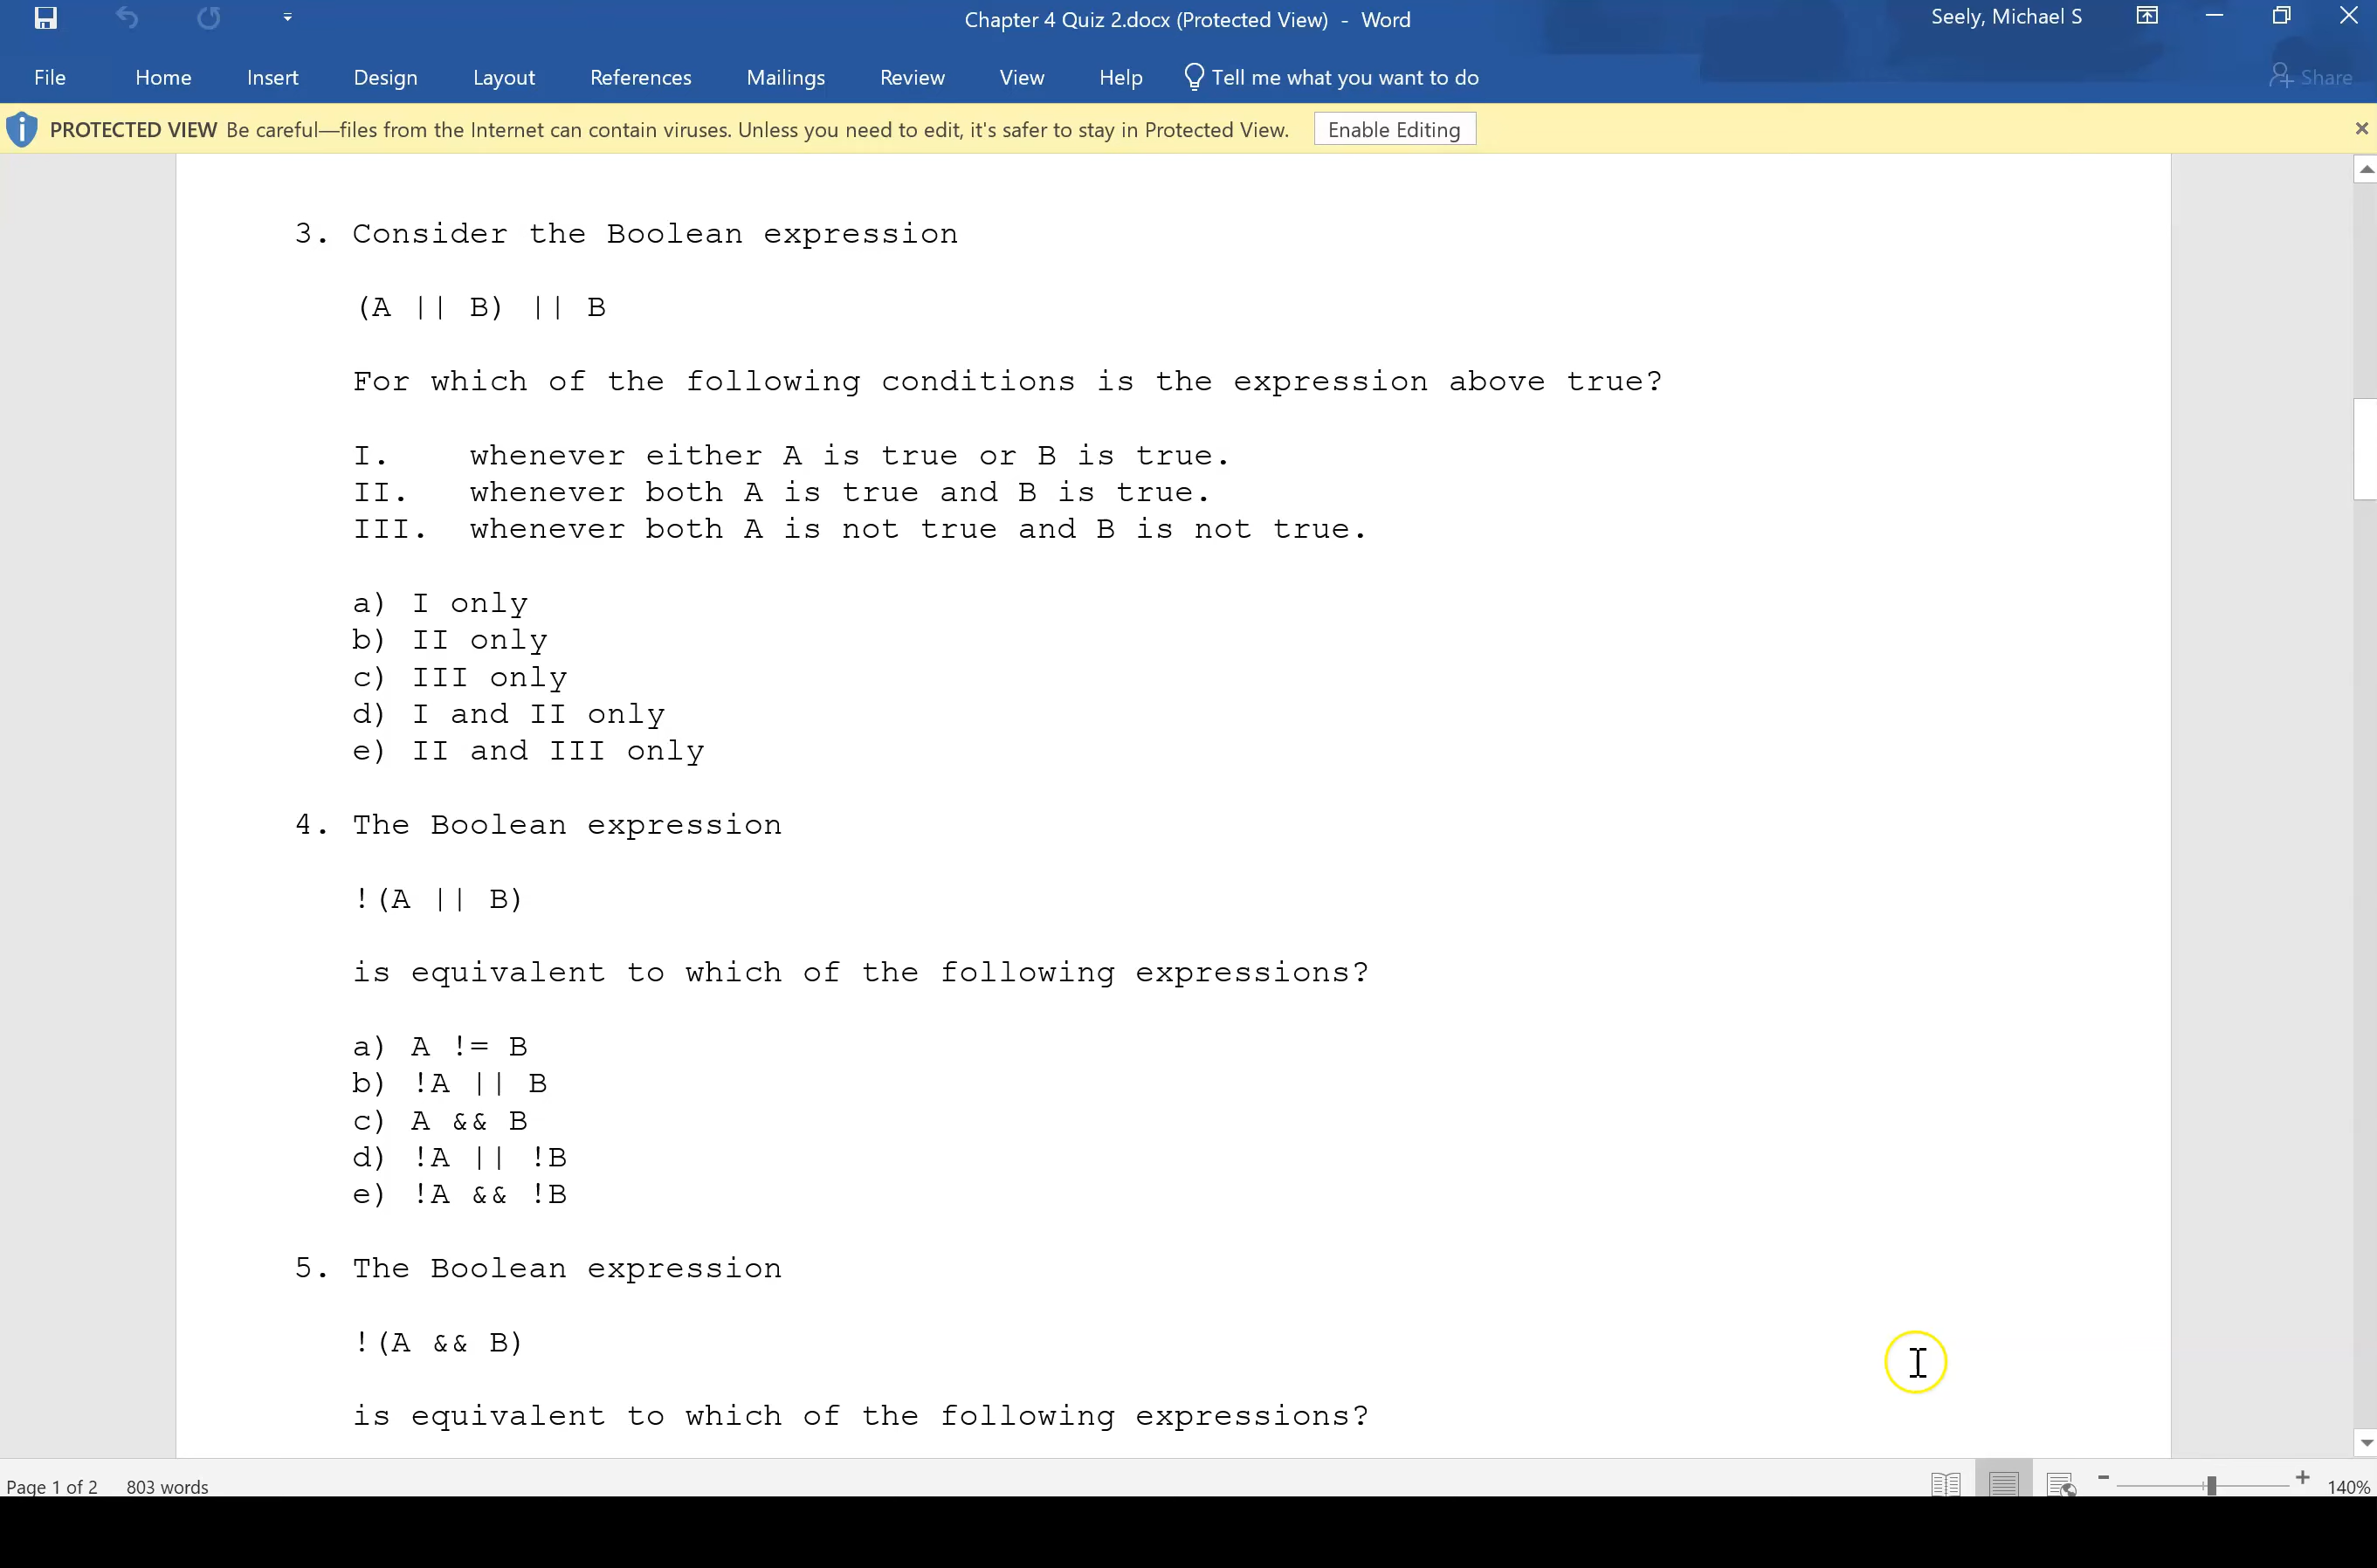 Chapter 4 Quiz 2.docx (Protected View) - Word
Seely, Michael S
File Home Insert Design Layout References Mailings Review View Help Tell me what you want to do Share
PROTECTED VIEW Be careful—files from the Internet can contain viruses. Unless you need to edit, it's safer to stay in Protected View. Enable Editing
3. Consider the Boolean expression
(A || B) || B
For which of the following conditions is the expression above true?
I. whenever either A is true or B is true.
II. whenever both A is true and B is true.
III. whenever both A is not true and B is not true.
a) I only
b) II only
c) III only
d) I and II only
e) II and III only
4. The Boolean expression
!(A || B)
is equivalent to which of the following expressions?
a) A != B
b) !A || B
c) A && B
d) !A || !B
e) !A && !B
5. The Boolean expression
!(A && B)
is equivalent to which of the following expressions?
Page 1 of 2 803 words 140%